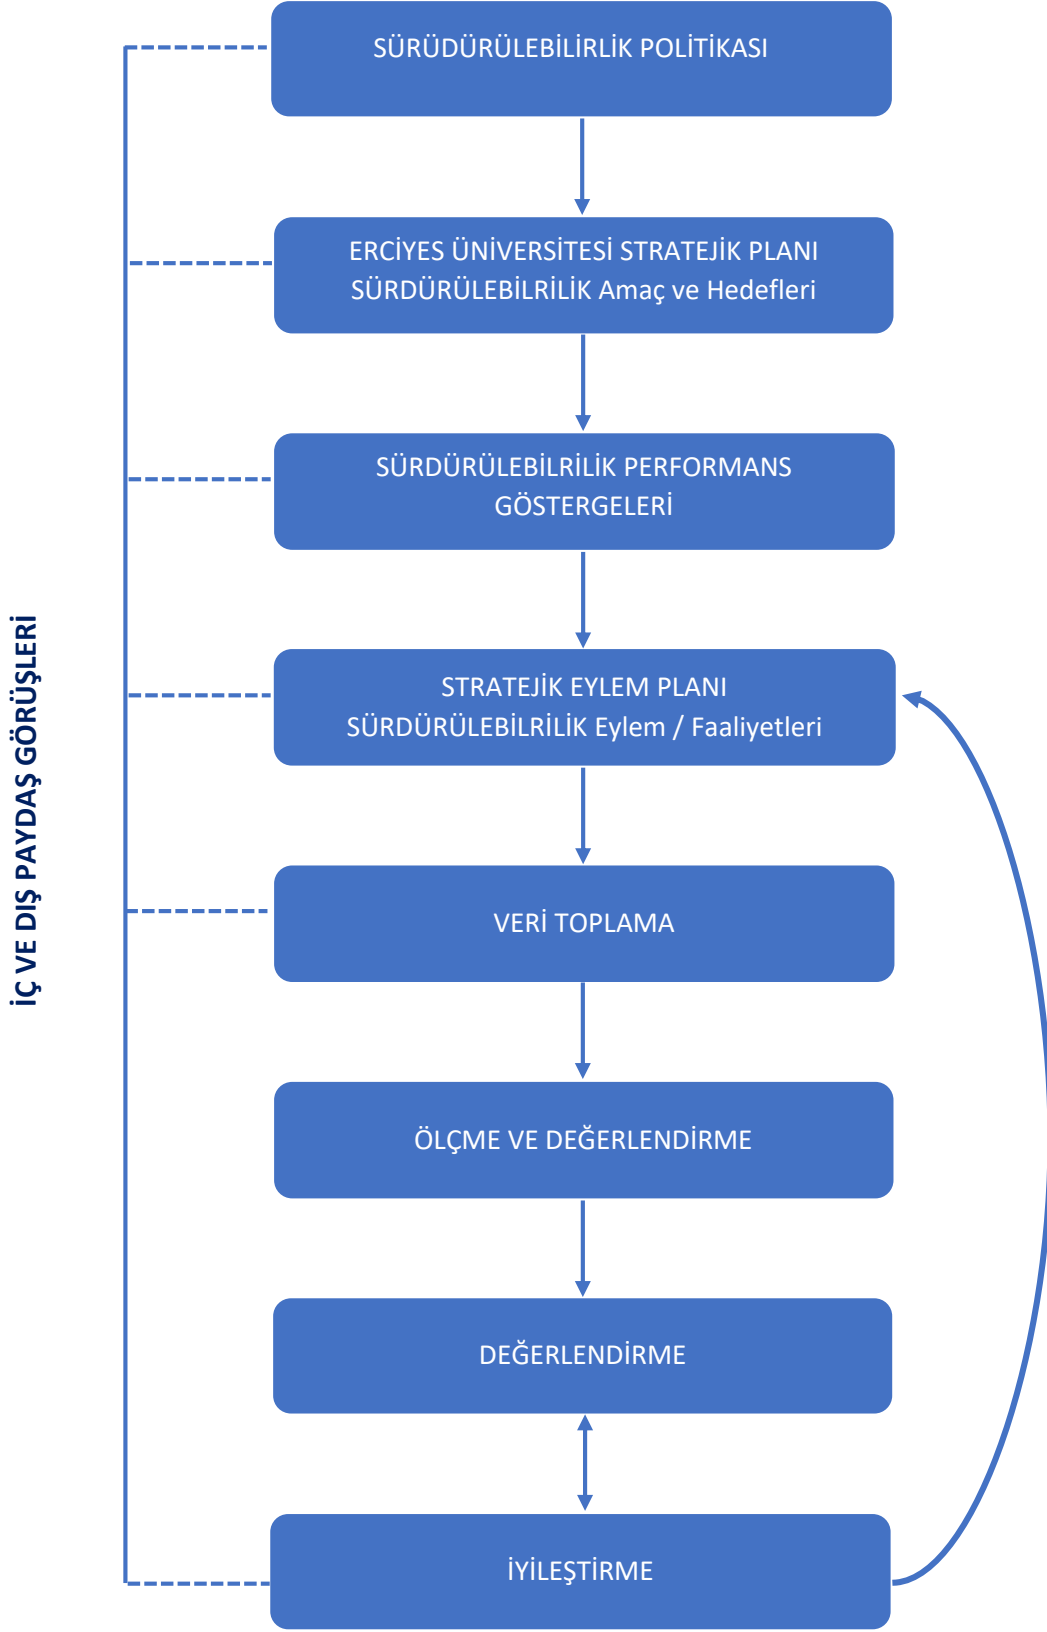 SÜRÜDÜRÜLEBİLİRLİK POLİTİKASI
ERCİYES ÜNİVERSİTESİ STRATEJİK PLANI
SÜRDÜRÜLEBİLRİLİK Amaç ve Hedefleri
SÜRDÜRÜLEBİLRİLİK PERFORMANS
GÖSTERGELERİ
STRATEJİK EYLEM PLANI
SÜRDÜRÜLEBİLRİLİK Eylem / Faaliyetleri
VERİ TOPLAMA
ÖLÇME VE DEĞERLENDİRME
DEĞERLENDİRME
İYİLEŞTİRME
İÇ VE DIŞ PAYDAŞ GÖRÜŞLERİ